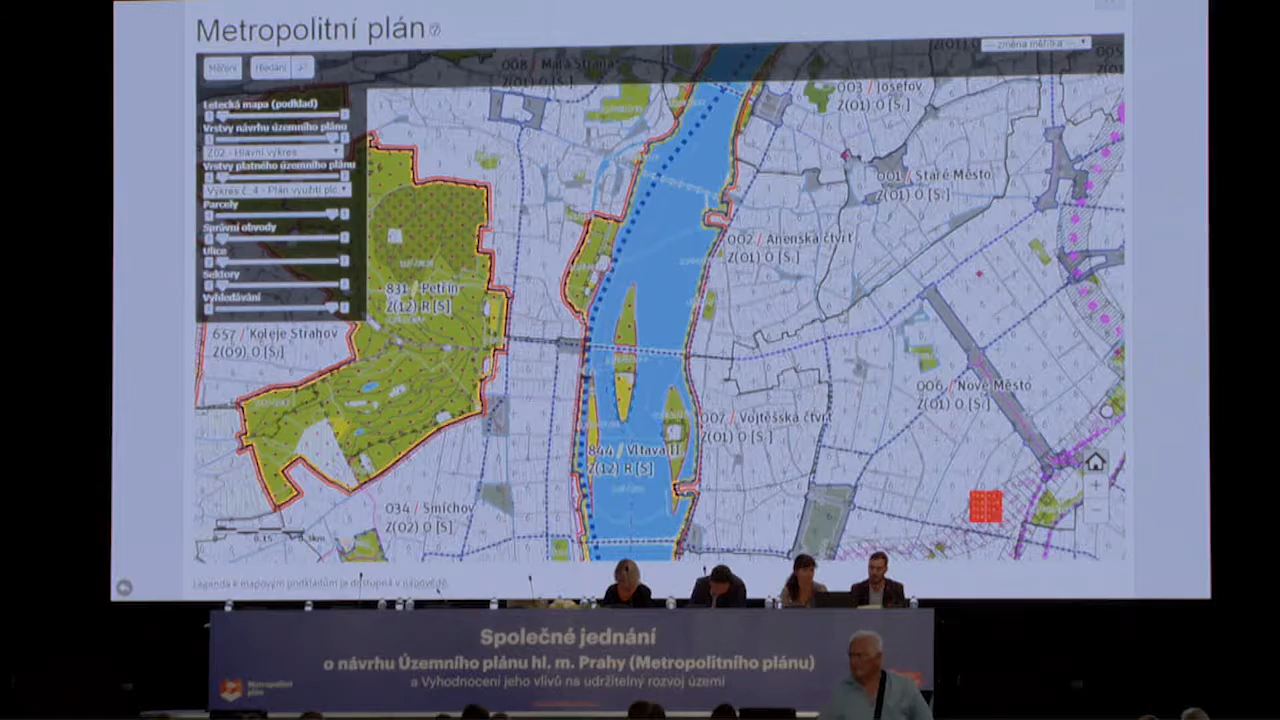 Metropolitní plán
Měření
Hledání
— změna měřítka —
Letecká mapa (podklad)
Vrstvy návrhu územního plánu
Z02 - Hlavní výkres
Vrstvy platného územního plánu
Výkres č. 4 - Plán využití plc
Parcely
Správní obvody
Ulice
Sektory
Vyhledávání
008 / Malá Strana
Z(01) O [S.]
003 / Josefov
Z(01) O [S.]
001 / Staré Město
Z(01) O [S.]
002 / Anenská čtvrť
Z(01) O [S.]
831 / Petřín
Z(12) R [S]
657 / Koleje Strahov
Z(09) O [S.]
006 / Nové Město
Z(01) O [S.]
007 / Vojtěšská čtvrť
Z(01) O [S.]
844 / Vltava II.
Z(12) R [S]
034 / Smíchov
Z(02) O [S]
Legenda k mapovým podkladům je dostupná v nápovědě.
Společné jednání
o návrhu Územního plánu hl. m. Prahy (Metropolitního plánu)
a Vyhodnocení jeho vlivů na udržitelný rozvoj území
Metropolitní
plán